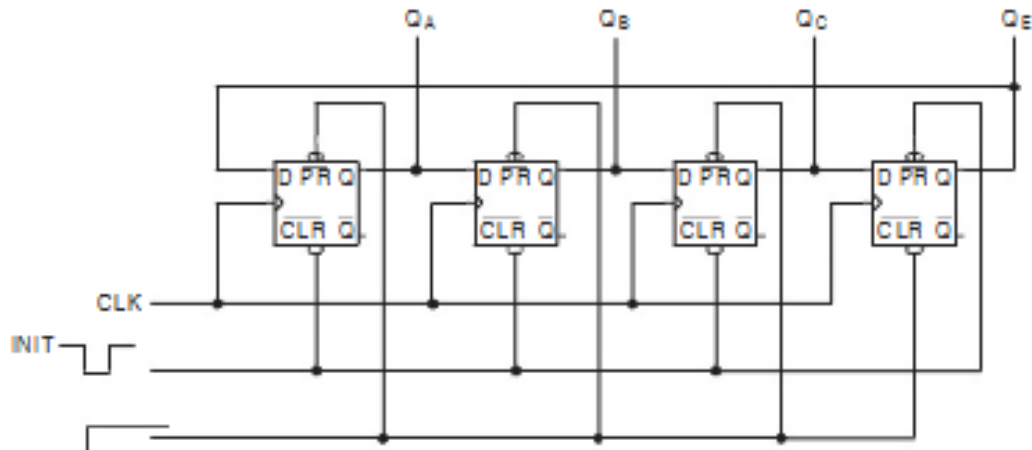 QA QB QC QE
D PR Q D PR Q D PR Q D PR Q
CLR Q CLR Q CLR Q CLR Q
CLK
INIT